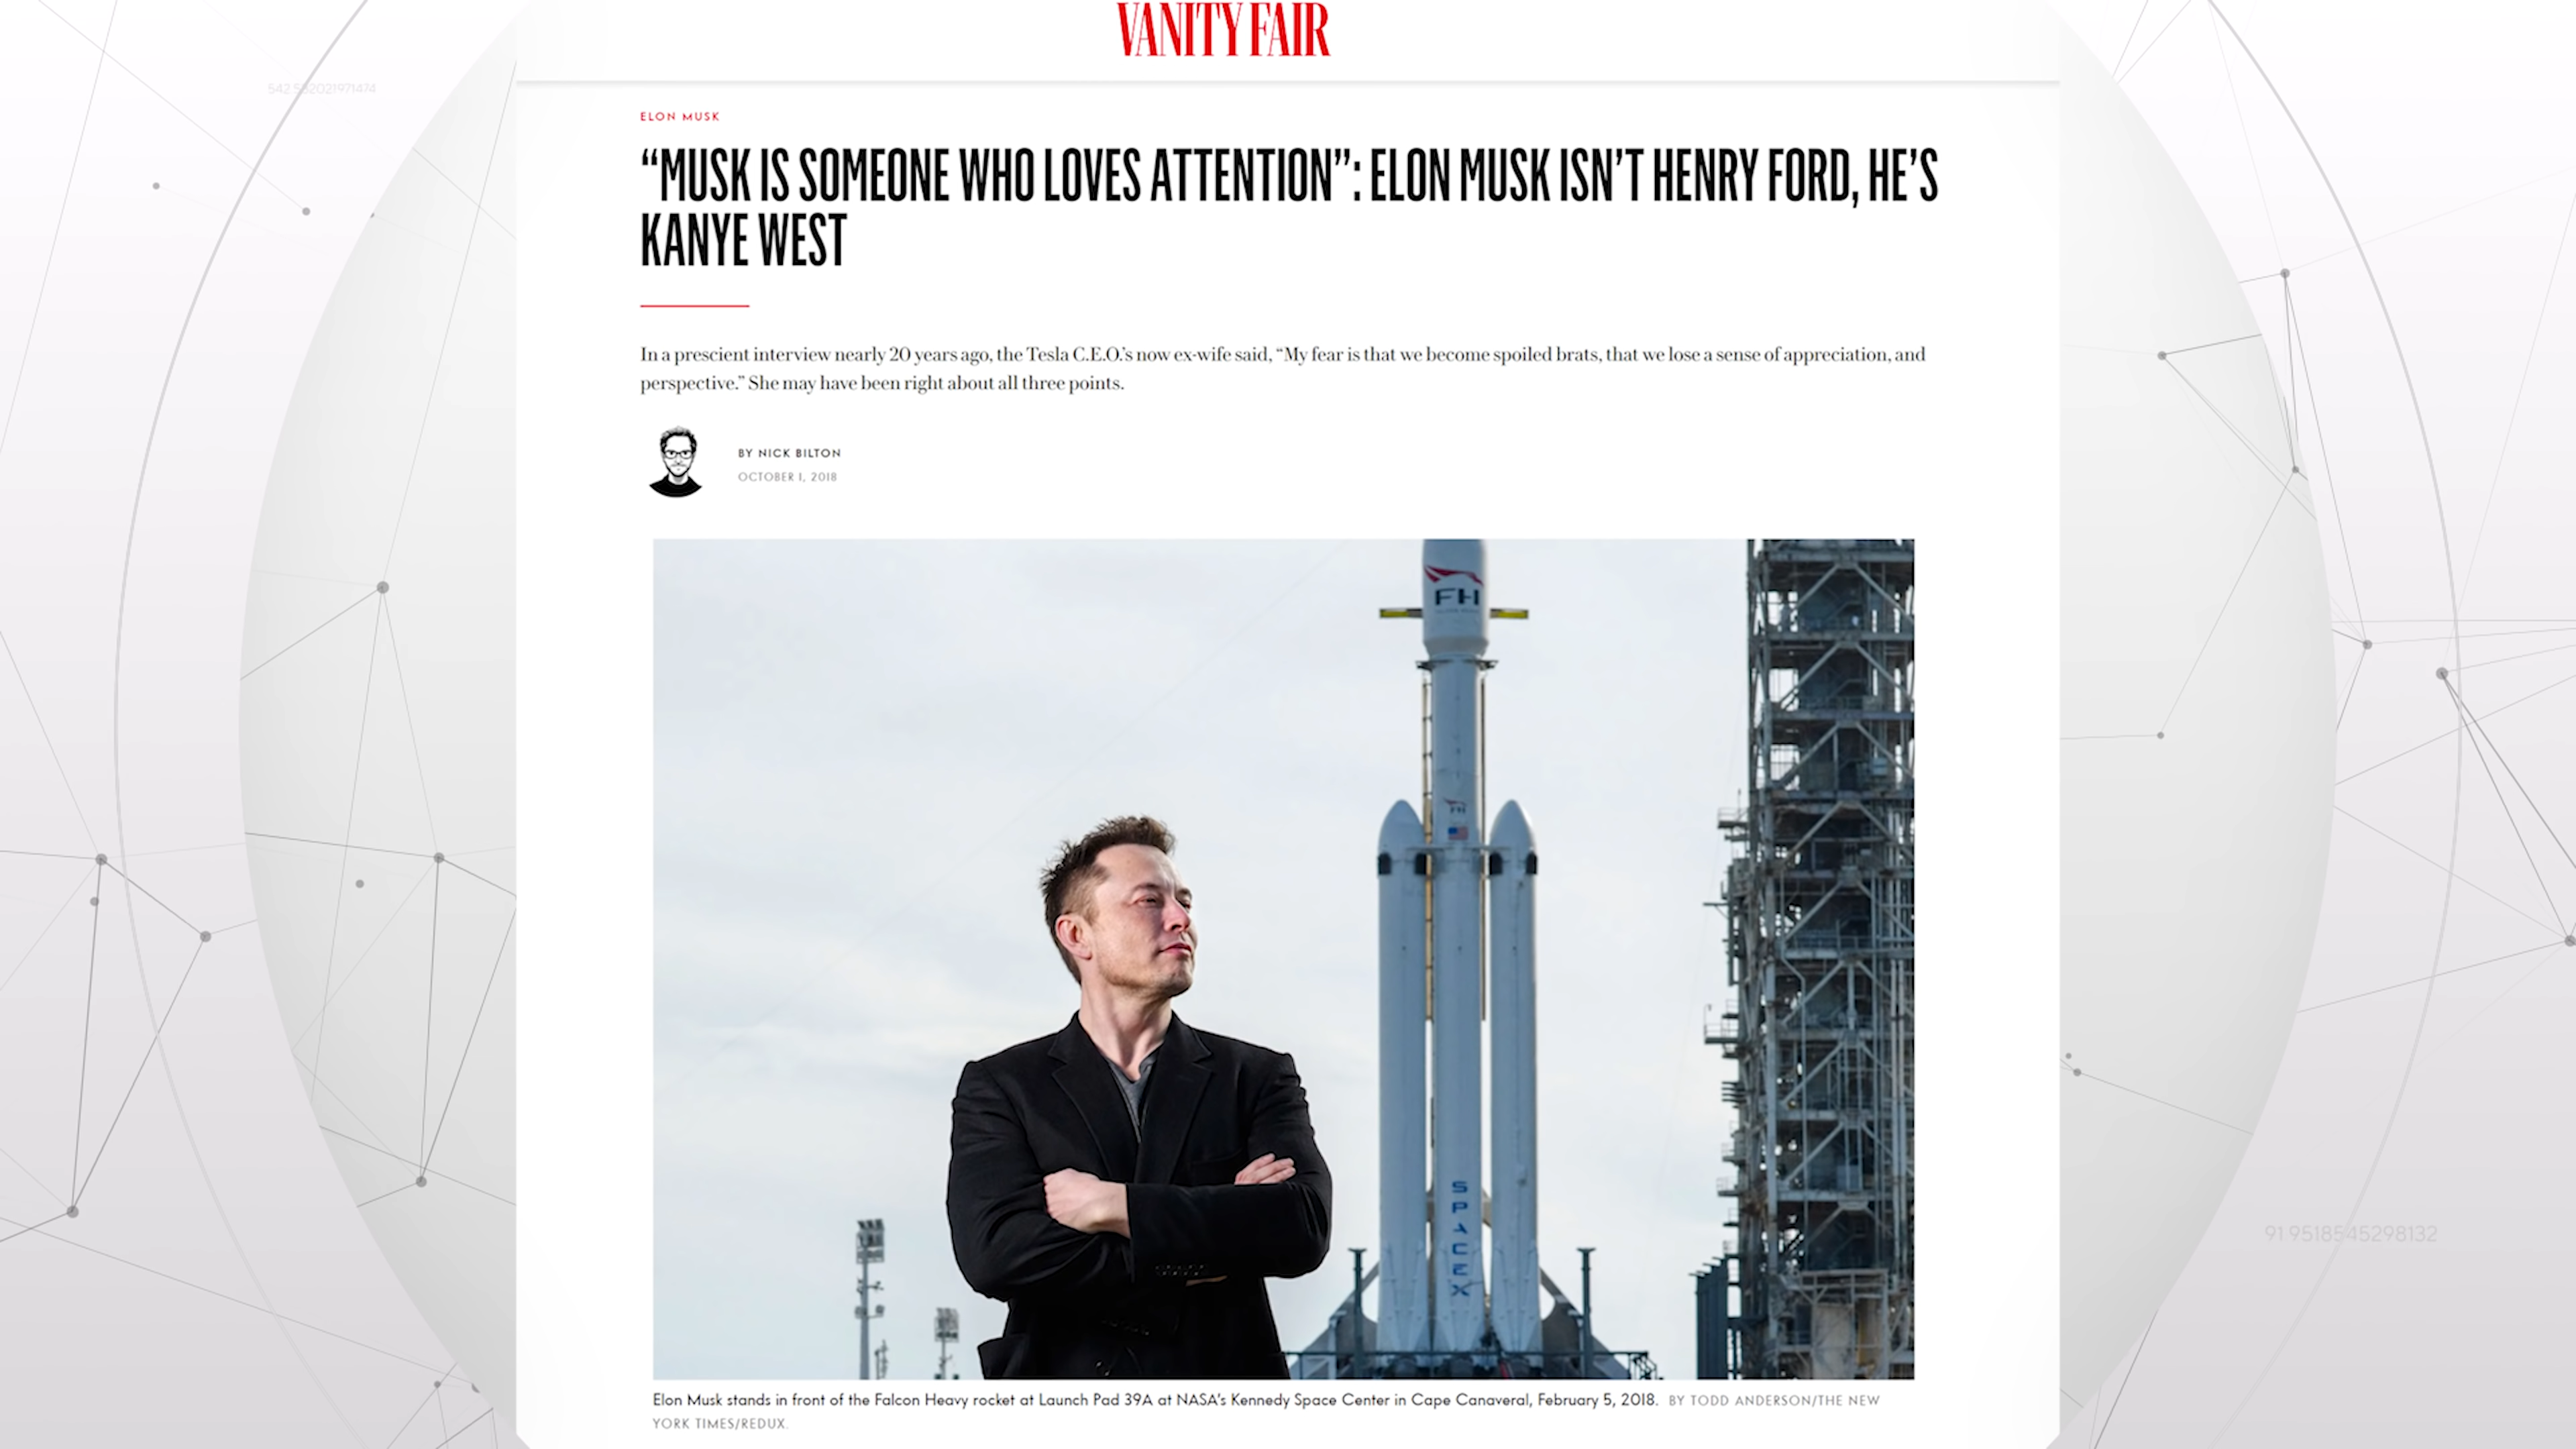 VANITY FAIR
ELON MUSK
“MUSK IS SOMEONE WHO LOVES ATTENTION”: ELON MUSK ISN’T HENRY FORD, HE’S
KANYE WEST
In a prescient interview nearly 20 years ago, the Tesla C.E.O.’s now ex-wife said, “My fear is that we become spoiled brats, that we lose a sense of appreciation, and
perspective.” She may have been right about all three points.
BY NICK BILTON
OCTOBER 1, 2018
FH
FH
SPACEX
91.9518545298132
Elon Musk stands in front of the Falcon Heavy rocket at Launch Pad 39A at NASA’s Kennedy Space Center in Cape Canaveral, February 5, 2018. BY TODD ANDERSON/THE NEW
YORK TIMES/REDUX.